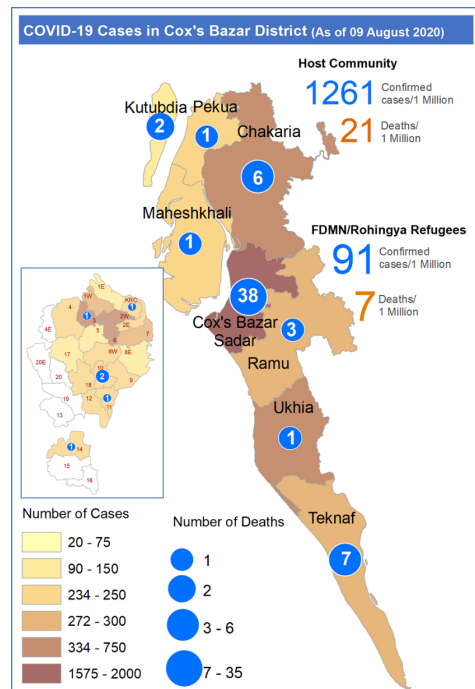 COVID-19 Cases in Cox's Bazar District (As of 09 August 2020)
Host Community
1261 Confirmed cases/1 Million
21 Deaths/ 1 Million
Kutubdia
Pekua
2
1
Chakaria
6
Maheshkhali
1
FDMN/Rohingya Refugees
91 Confirmed cases/1 Million
7 Deaths/ 1 Million
38
Cox's Bazar
Sadar
3
Ramu
Ukhia
1
Teknaf
7
1E
1W
KRC
4
3
1
2W
1
4E
2E
5
7
6
17
8W
8E
20E
10
2
20
18
9
19
12
1
11
13
1
14
15
16
Number of Cases
20 - 75
90 - 150
234 - 250
272 - 300
334 - 750
1575 - 2000
Number of Deaths
1
2
3 - 6
7 - 35